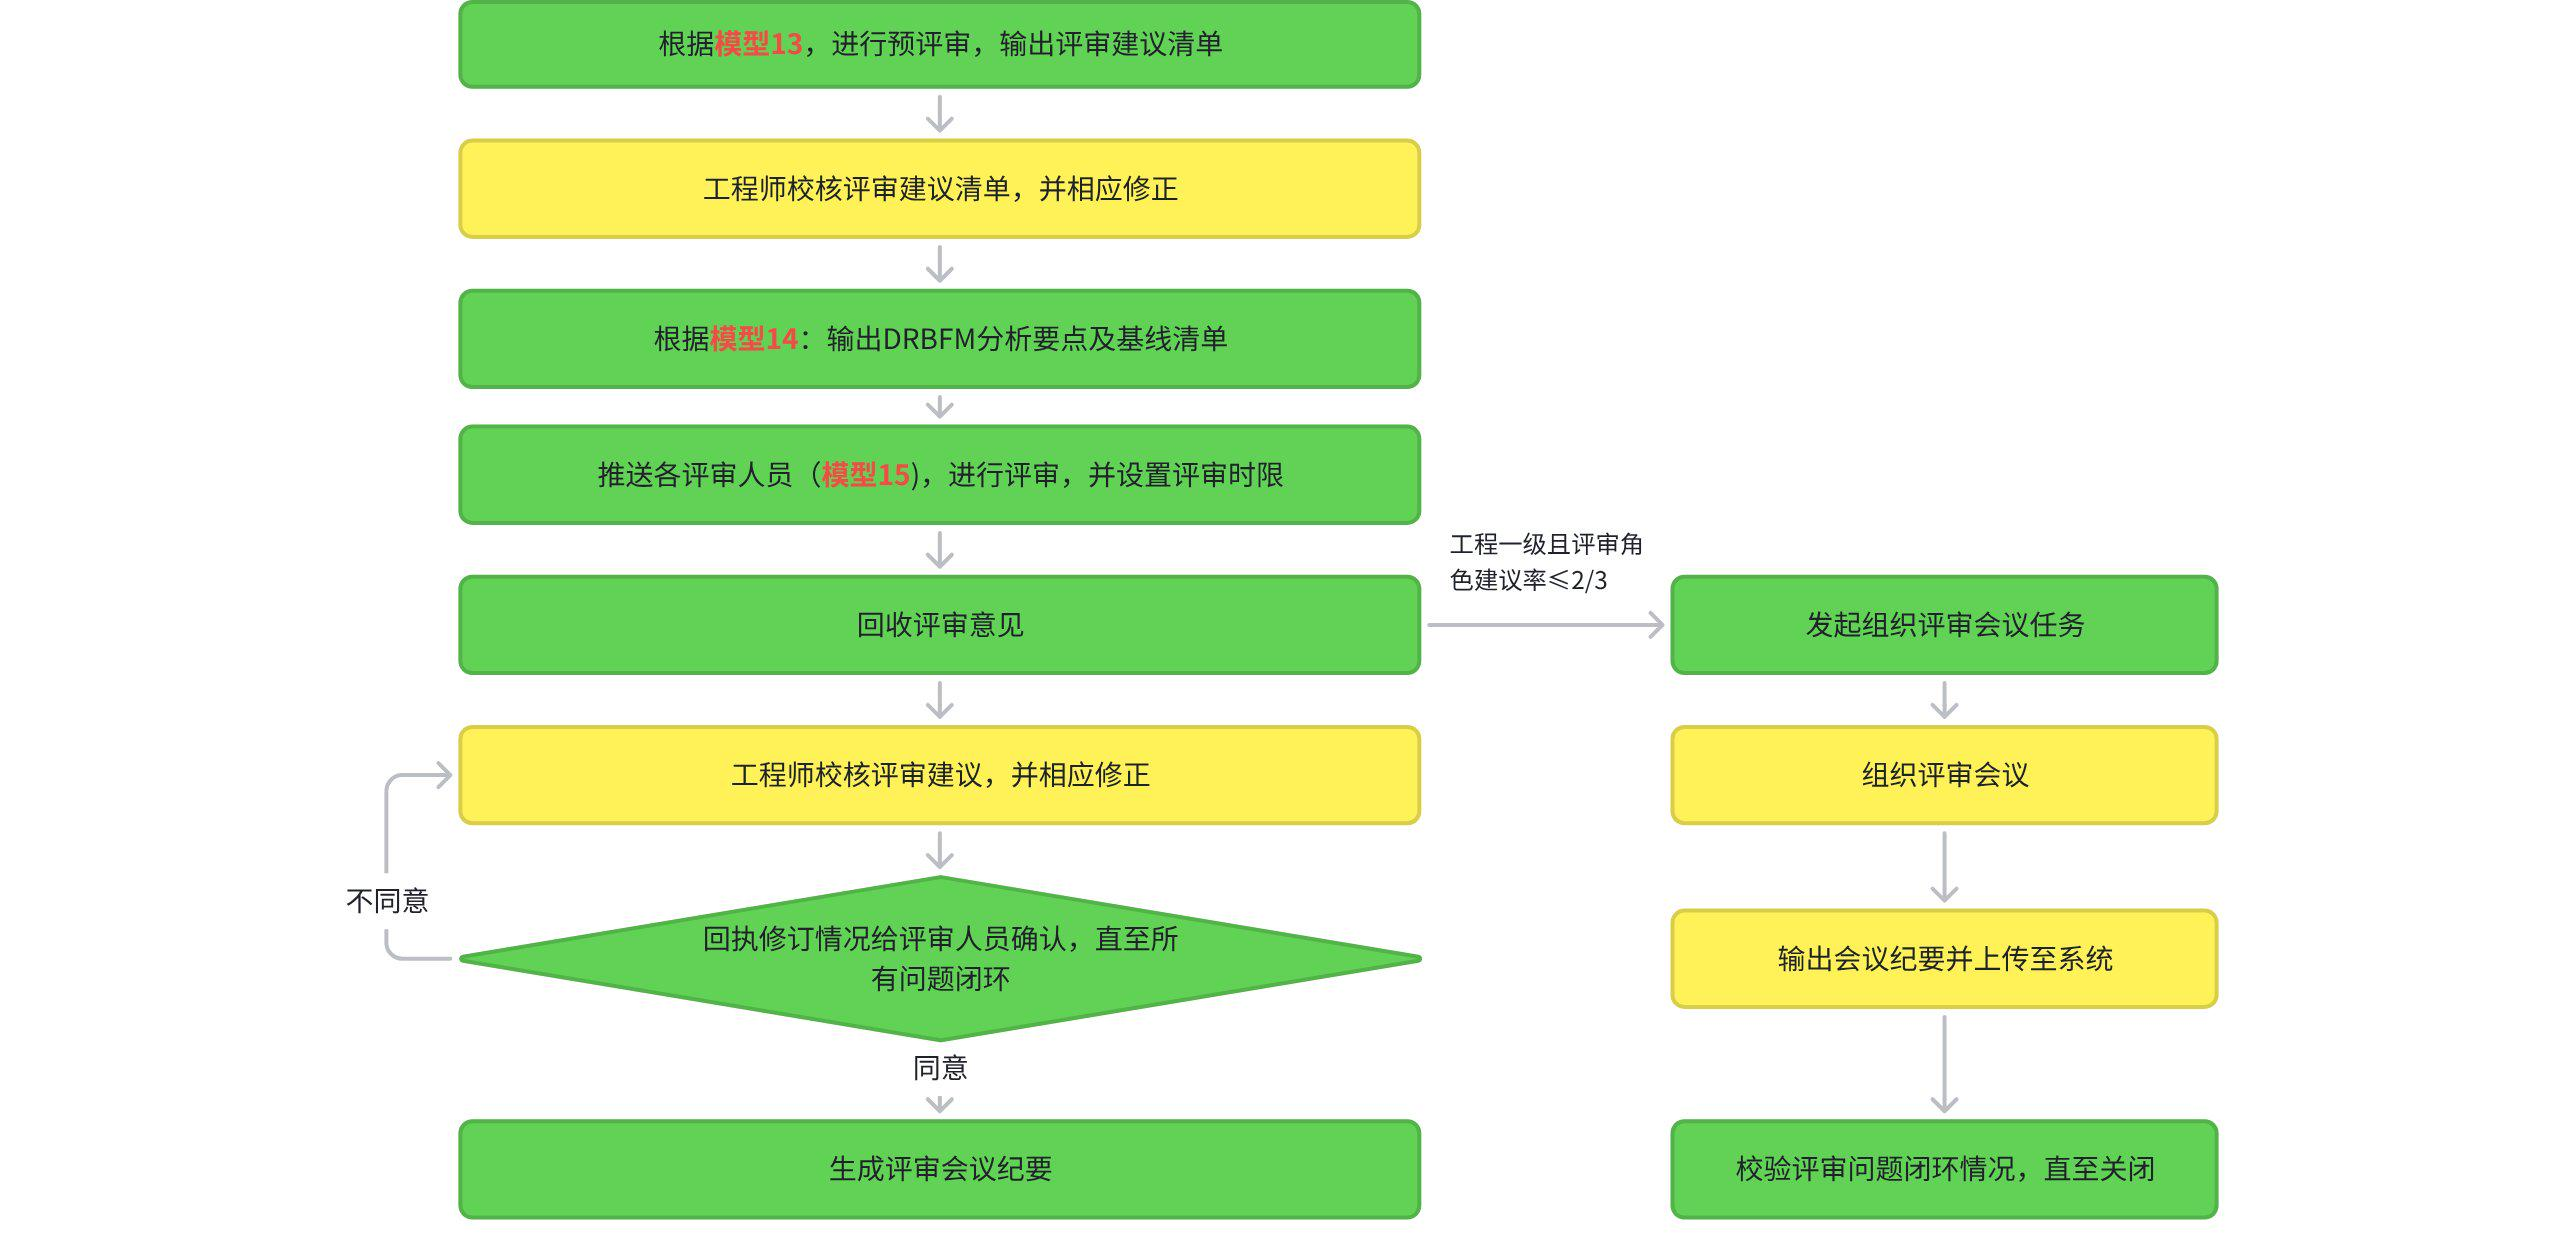 根据模型13，进行预评审，输出评审建议清单
工程师校核评审建议清单，并相应修正
根据模型14：输出DRBFM分析要点及基线清单
推送各评审人员（模型15)，进行评审，并设置评审时限
工程一级且评审角
色建议率≤2/3
回收评审意见
发起组织评审会议任务
工程师校核评审建议，并相应修正
组织评审会议
不同意
回执修订情况给评审人员确认，直至所
有问题闭环
输出会议纪要并上传至系统
同意
生成评审会议纪要
校验评审问题闭环情况，直至关闭